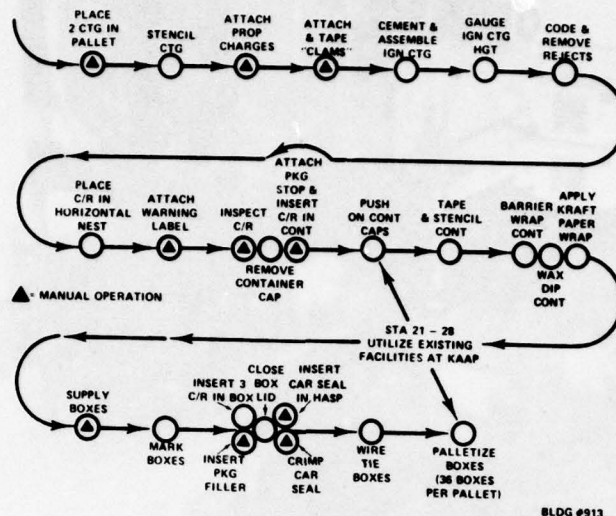 PLACE
2 CTG IN
PALLET
STENCIL
CTG
ATTACH
PROP
CHARGES
ATTACH
& TAPE
"CLAMS"
CEMENT &
ASSEMBLE
IGN CTG
GAUGE
IGN CTG
HGT
CODE &
REMOVE
REJECTS
PLACE
C/R IN
HORIZONTAL
NEST
ATTACH
WARNING
LABEL
INSPECT
C/R
REMOVE
CONTAINER
CAP
ATTACH
PKG
STOP &
INSERT
C/R IN
CONT
PUSH
ON CONT
CAPS
TAPE
& STENCIL
CONT
BARRIER
WRAP
CONT
WAX
DIP
CONT
APPLY
KRAFT
PAPER
WRAP
= MANUAL OPERATION
STA 21 – 28
UTILIZE EXISTING
FACILITIES AT KAAP
SUPPLY
BOXES
MARK
BOXES
INSERT 3
C/R IN BOX
INSERT
PKG
FILLER
CLOSE
BOX
LID
INSERT
CAR SEAL
IN HASP
CRIMP
CAR
SEAL
WIRE
TIE
BOXES
PALLETIZE
BOXES
(36 BOXES
PER PALLET)
BLDG #913